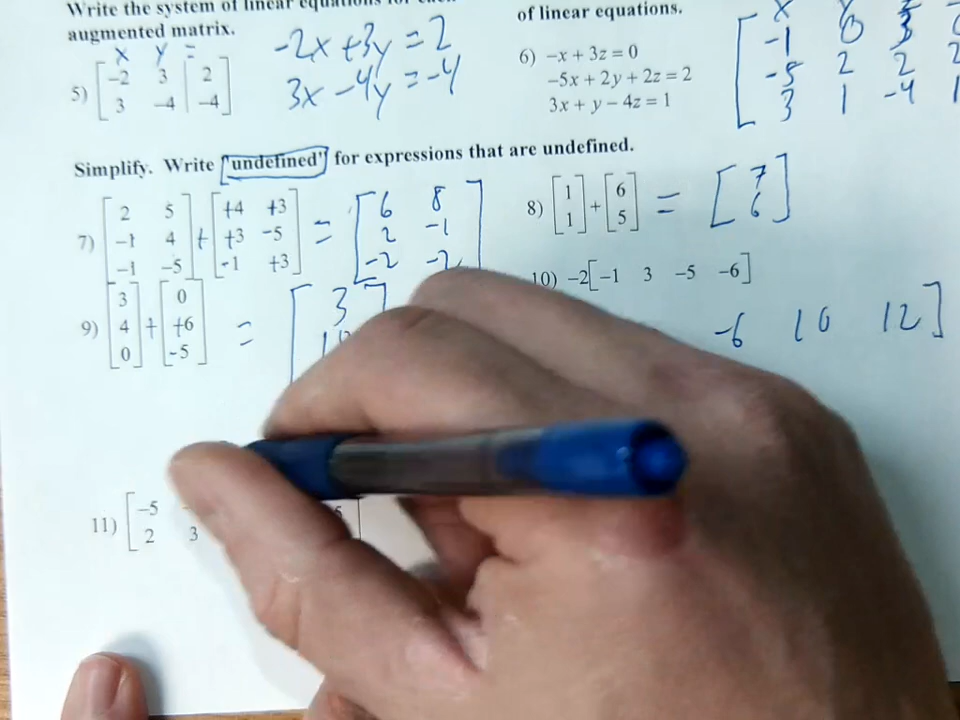 Write the system of linear equations for each
augmented matrix.
x y =
5) [ -2 3 | 2 ]
[ 3 -4 | -4 ]
-2x + 3y = 2
3x - 4y = -4
of linear equations.
6) -x + 3z = 0
-5x + 2y + 2z = 2
3x + y - 4z = 1
-1 0 3
-5 2 2 2
3 1 -4 1
Simplify. Write "undefined" for expressions that are undefined.
7) [ 2 5 ] + [ +4 +3 ] = [ 6 8 ]
[ -1 4 ] [ +3 -5 ] [ 2 -1 ]
[ -1 -5 ] [ -1 +3 ] [ -2 -2 ]
8) [ 1 ] + [ 6 ] = [ 7 ]
[ 1 ] [ 5 ] [ 6 ]
9) [ 3 ] + [ 0 ] = [ 3 ]
[ 4 ] [ +6 ] [ 10
[ 0 ] [ -5 ]
10) -2[ -1 3 -5 -6 ]
-6 10 12 ]
11) [ -5
[ 2 3